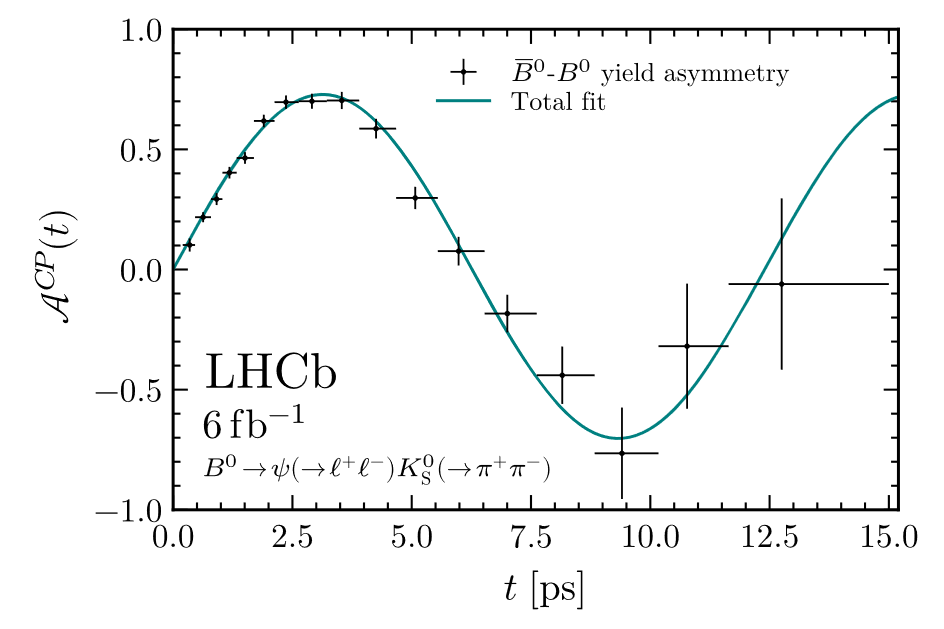 1.0
0.5
0.0
−0.5
−1.0
𝒜^{CP}(t)
B̅⁰-B⁰ yield asymmetry
Total fit
LHCb
6 fb⁻¹
B⁰→ψ(→ℓ⁺ℓ⁻)K_S⁰(→π⁺π⁻)
0.0 2.5 5.0 7.5 10.0 12.5 15.0
t [ps]